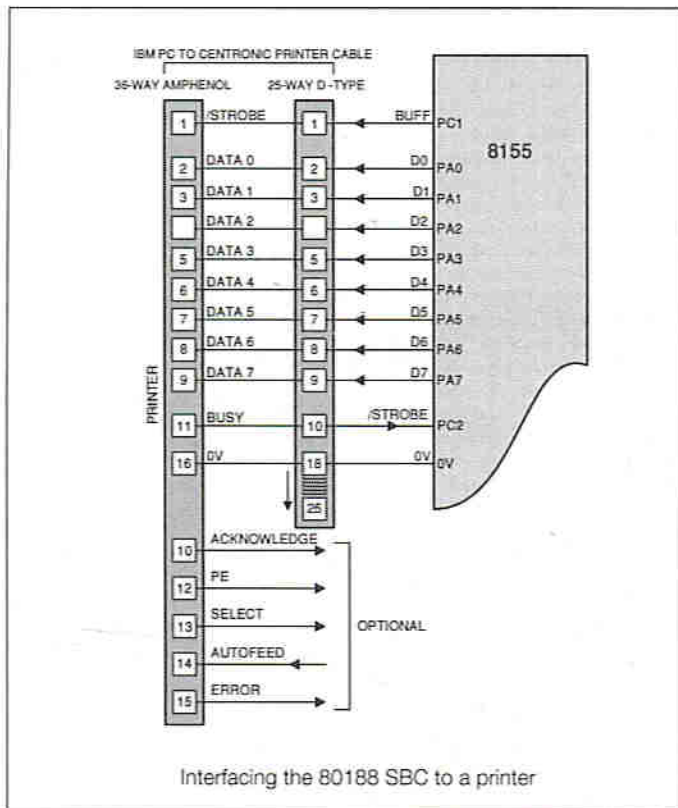 IBM PC TO CENTRONIC PRINTER CABLE
36-WAY AMPHENOL 25-WAY D-TYPE
1 /STROBE 1 BUFF PC1
8155
2 DATA 0 2 D0 PA0
3 DATA 1 3 D1 PA1
DATA 2 D2 PA2
5 DATA 3 5 D3 PA3
6 DATA 4 6 D4 PA4
7 DATA 5 7 D5 PA5
8 DATA 6 8 D6 PA6
9 DATA 7 9 D7 PA7
PRINTER
11 BUSY 10 /STROBE PC2
16 0V 18 0V 0V
25
10 ACKNOWLEDGE
12 PE
13 SELECT
OPTIONAL
14 AUTOFEED
15 ERROR
Interfacing the 80188 SBC to a printer